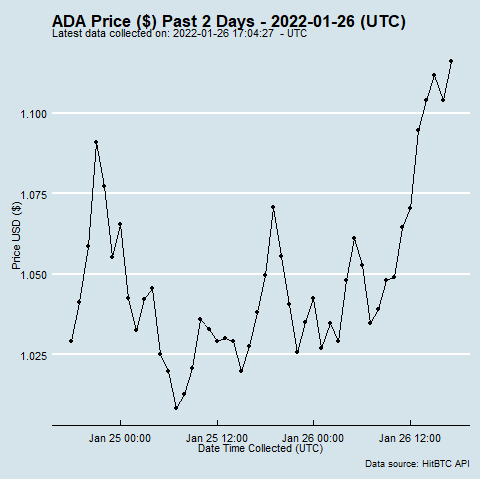 ADA Price ($) Past 2 Days - 2022-01-26 (UTC)
Latest data collected on: 2022-01-26 17:04:27 - UTC
Price USD ($)
1.100
1.075
1.050
1.025
Jan 25 00:00 Jan 25 12:00 Jan 26 00:00 Jan 26 12:00
Date Time Collected (UTC)
Data source: HitBTC API